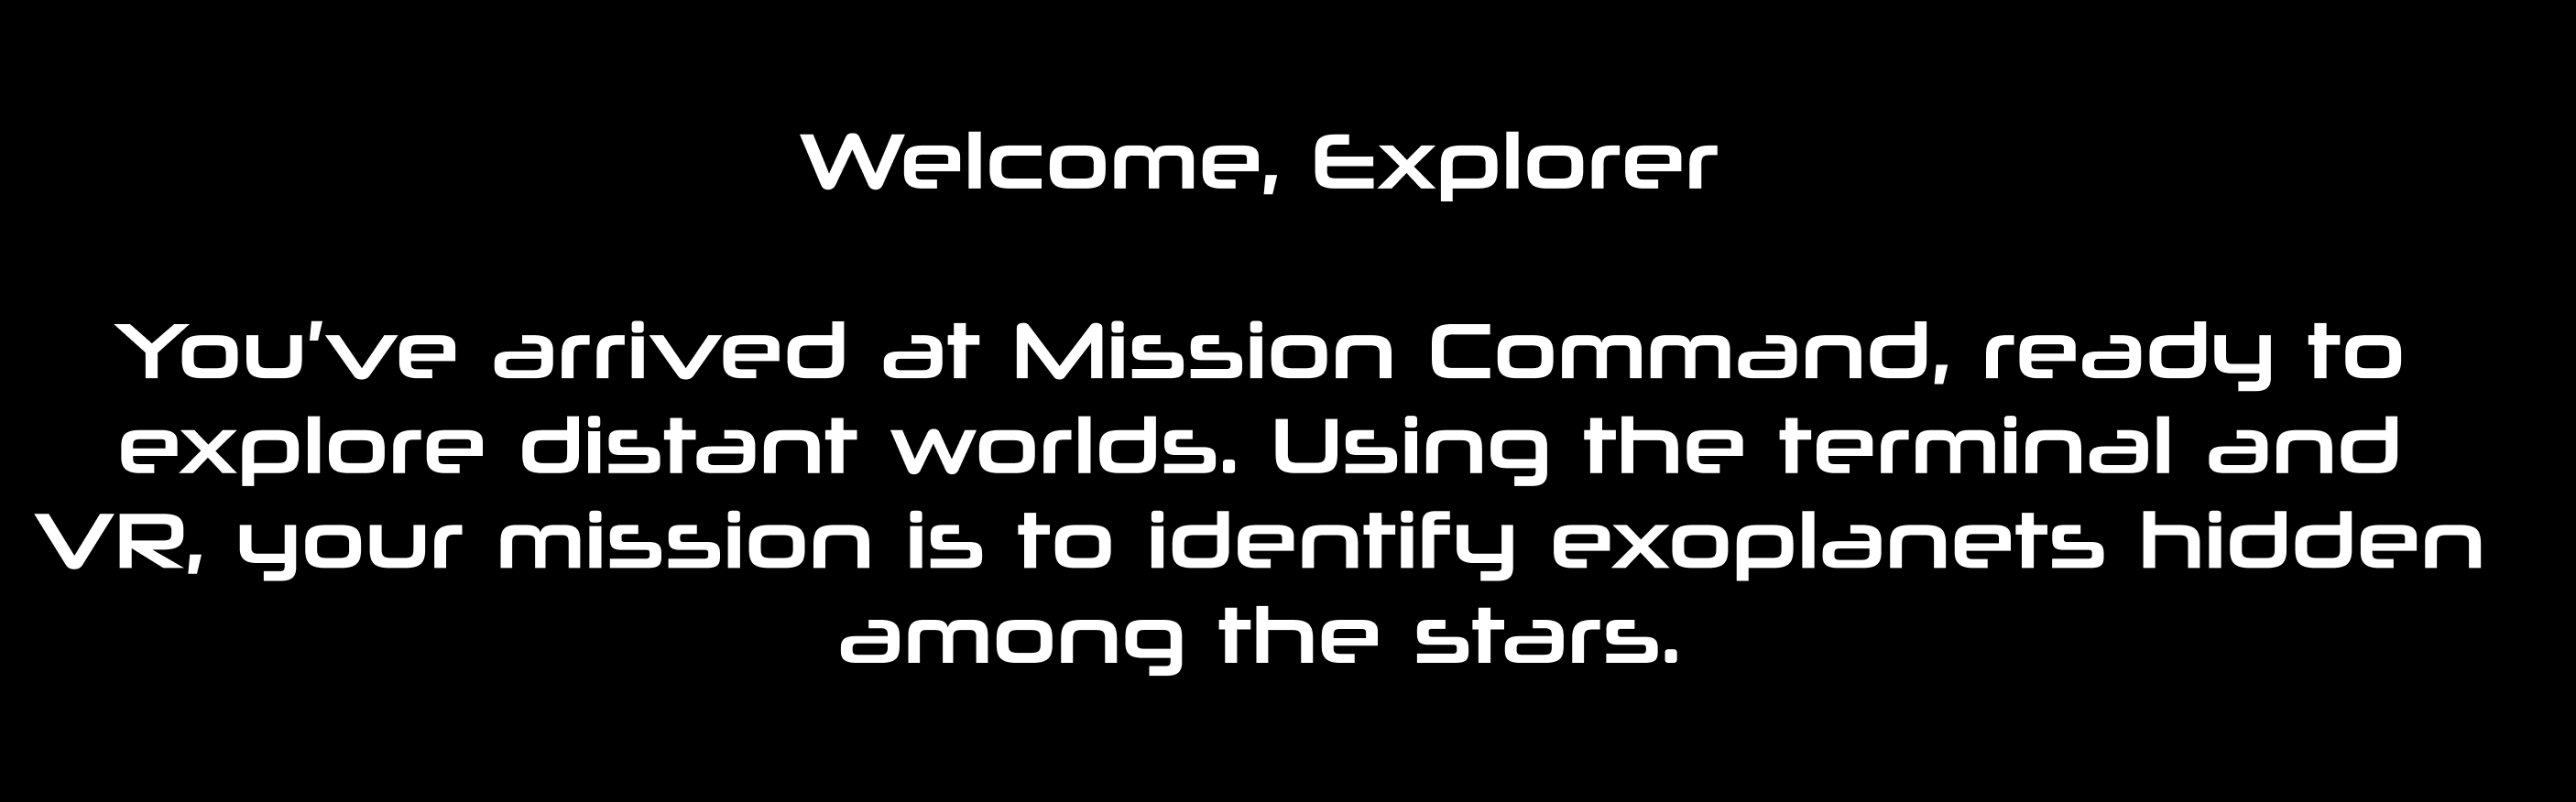 Welcome, Explorer
You've arrived at Mission Command, ready to
explore distant worlds. Using the terminal and
VR, your mission is to identify exoplanets hidden
among the stars.